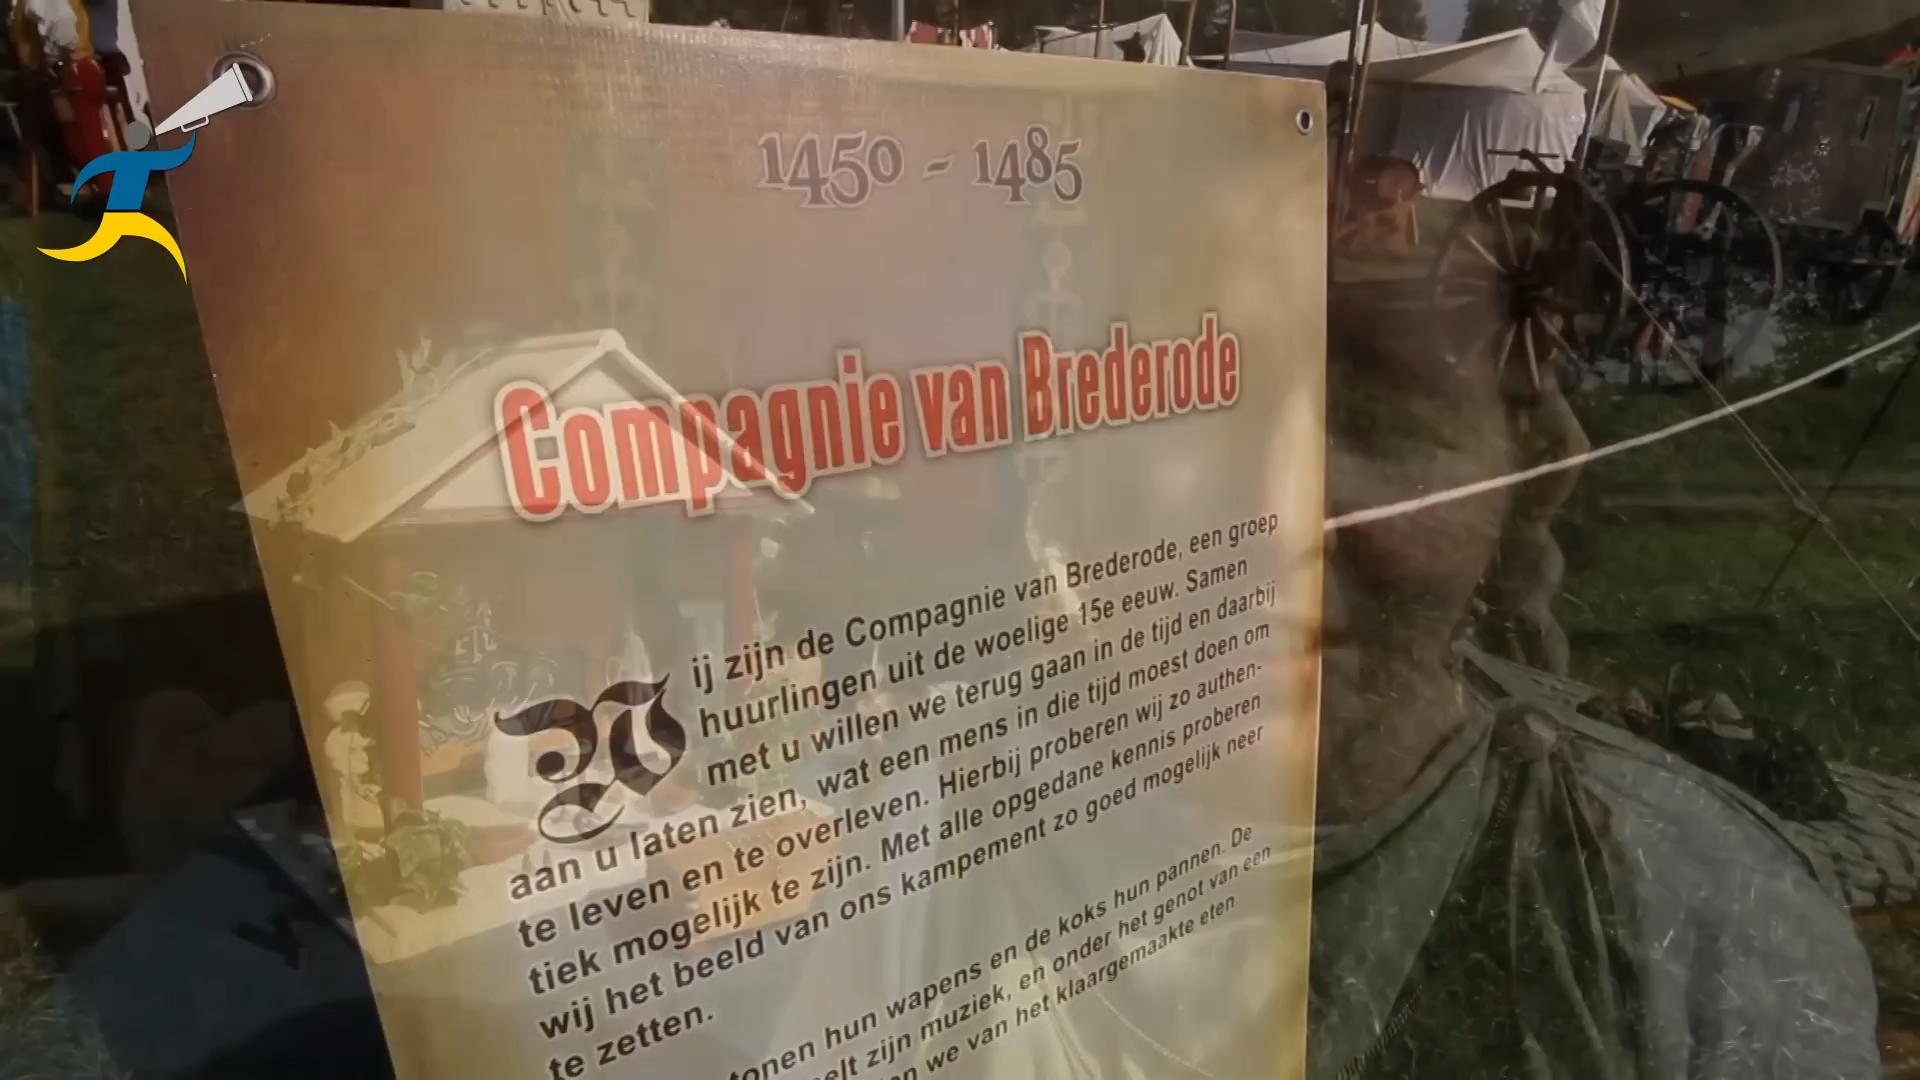 1450 - 1485
Compagnie van Brederode
Wij zijn de Compagnie van Brederode, een groep
huurlingen uit de woelige 15e eeuw. Samen
met u willen we terug gaan in de tijd en daarbij
aan u laten zien, wat een mens in die tijd moest doen om
te leven en te overleven. Hierbij proberen wij zo authen-
tiek mogelijk te zijn. Met alle opgedane kennis proberen
wij het beeld van ons kampement zo goed mogelijk neer
te zetten.
tonen hun wapens en de koks hun pannen. De
zijn muziek, en onder het genot van een
we van het klaargemaakte eten.